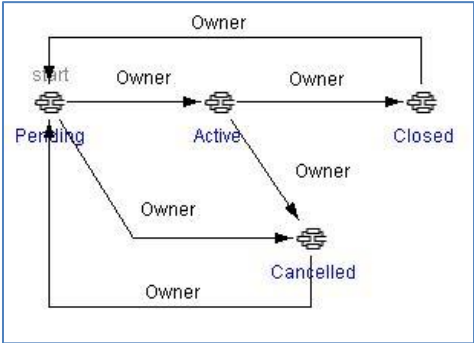 Owner
start
Owner
Owner
Pending
Active
Closed
Owner
Owner
Cancelled
Owner